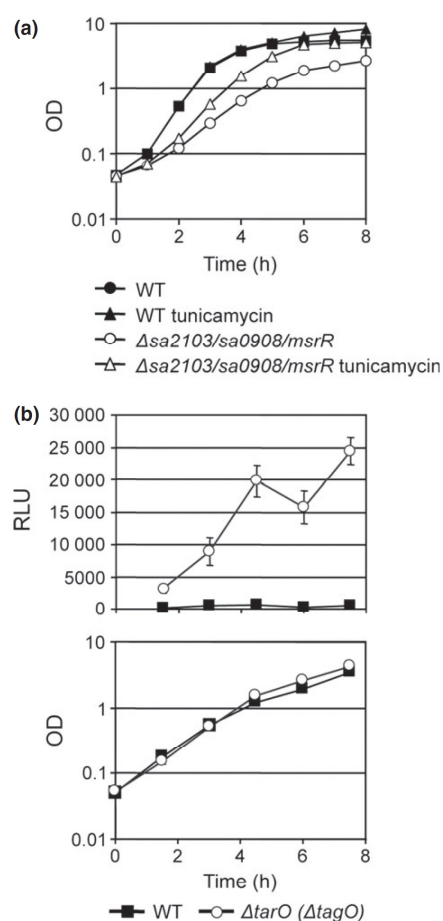 (a)
10
1
0.1
0.01
OD
0 2 4 6 8
Time (h)
WT
WT tunicamycin
Δsa2103/sa0908/msrR
Δsa2103/sa0908/msrR tunicamycin
(b)
30 000
25 000
20 000
15 000
10 000
5000
0
RLU
10
1
0.1
0.01
OD
0 2 4 6 8
Time (h)
WT ΔtarO (ΔtagO)